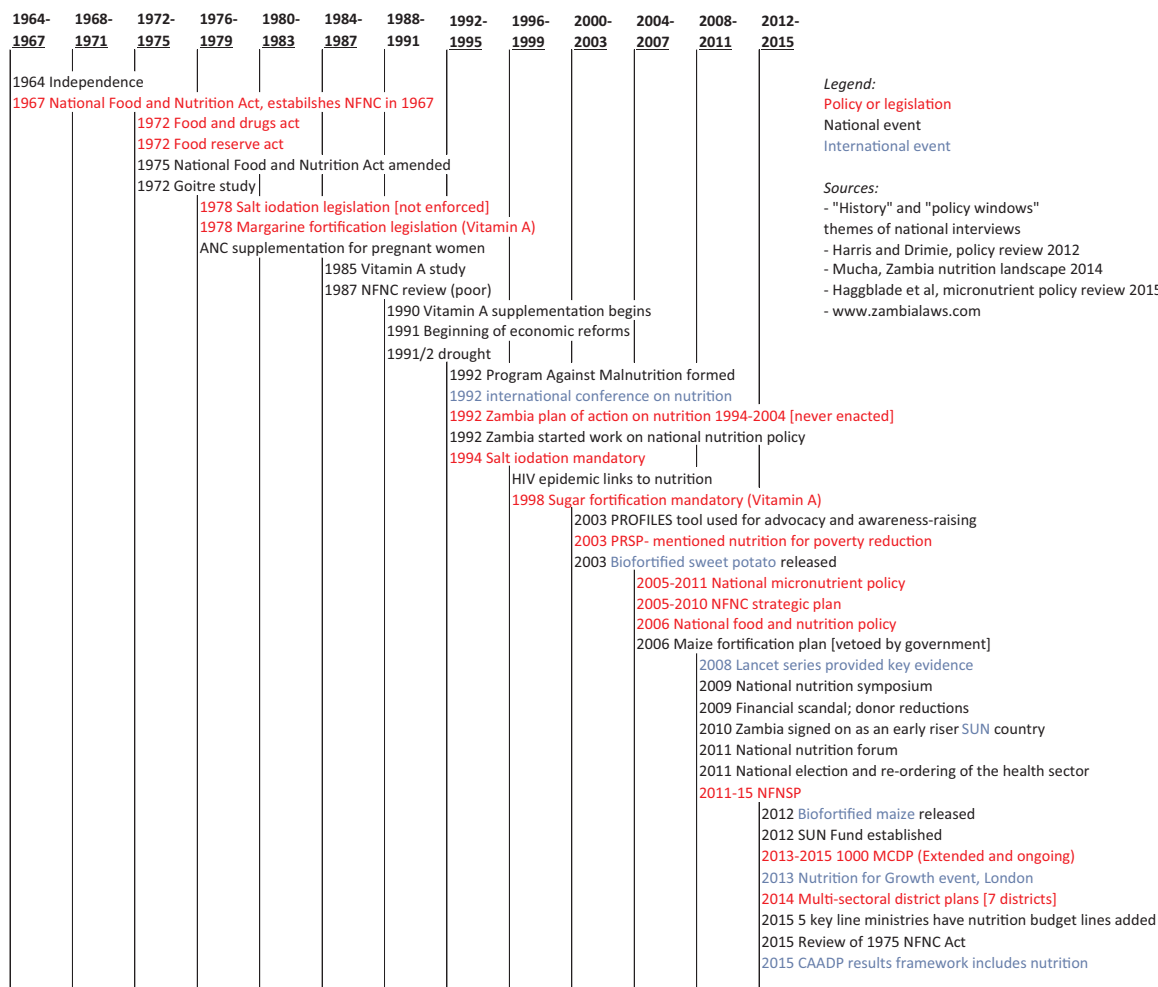 1964- 1968- 1972- 1976- 1980- 1984- 1988- 1992- 1996- 2000- 2004- 2008- 2012-
1967 1971 1975 1979 1983 1987 1991 1995 1999 2003 2007 2011 2015
1964 Independence
1967 National Food and Nutrition Act, estabilshes NFNC in 1967
1972 Food and drugs act
1972 Food reserve act
1975 National Food and Nutrition Act amended
1972 Goitre study
1978 Salt iodation legislation [not enforced]
1978 Margarine fortification legislation (Vitamin A)
ANC supplementation for pregnant women
1985 Vitamin A study
1987 NFNC review (poor)
1990 Vitamin A supplementation begins
1991 Beginning of economic reforms
1991/2 drought
1992 Program Against Malnutrition formed
1992 international conference on nutrition
1992 Zambia plan of action on nutrition 1994-2004 [never enacted]
1992 Zambia started work on national nutrition policy
1994 Salt iodation mandatory
HIV epidemic links to nutrition
1998 Sugar fortification mandatory (Vitamin A)
2003 PROFILES tool used for advocacy and awareness-raising
2003 PRSP- mentioned nutrition for poverty reduction
2003 Biofortified sweet potato released
2005-2011 National micronutrient policy
2005-2010 NFNC strategic plan
2006 National food and nutrition policy
2006 Maize fortification plan [vetoed by government]
2008 Lancet series provided key evidence
2009 National nutrition symposium
2009 Financial scandal; donor reductions
2010 Zambia signed on as an early riser SUN country
2011 National nutrition forum
2011 National election and re-ordering of the health sector
2011-15 NFNSP
2012 Biofortified maize released
2012 SUN Fund established
2013-2015 1000 MCDP (Extended and ongoing)
2013 Nutrition for Growth event, London
2014 Multi-sectoral district plans [7 districts]
2015 5 key line ministries have nutrition budget lines added
2015 Review of 1975 NFNC Act
2015 CAADP results framework includes nutrition
Legend:
Policy or legislation
National event
International event
Sources:
- "History" and "policy windows"
themes of national interviews
- Harris and Drimie, policy review 2012
- Mucha, Zambia nutrition landscape 2014
- Haggblade et al, micronutrient policy review 2015
- www.zambialaws.com